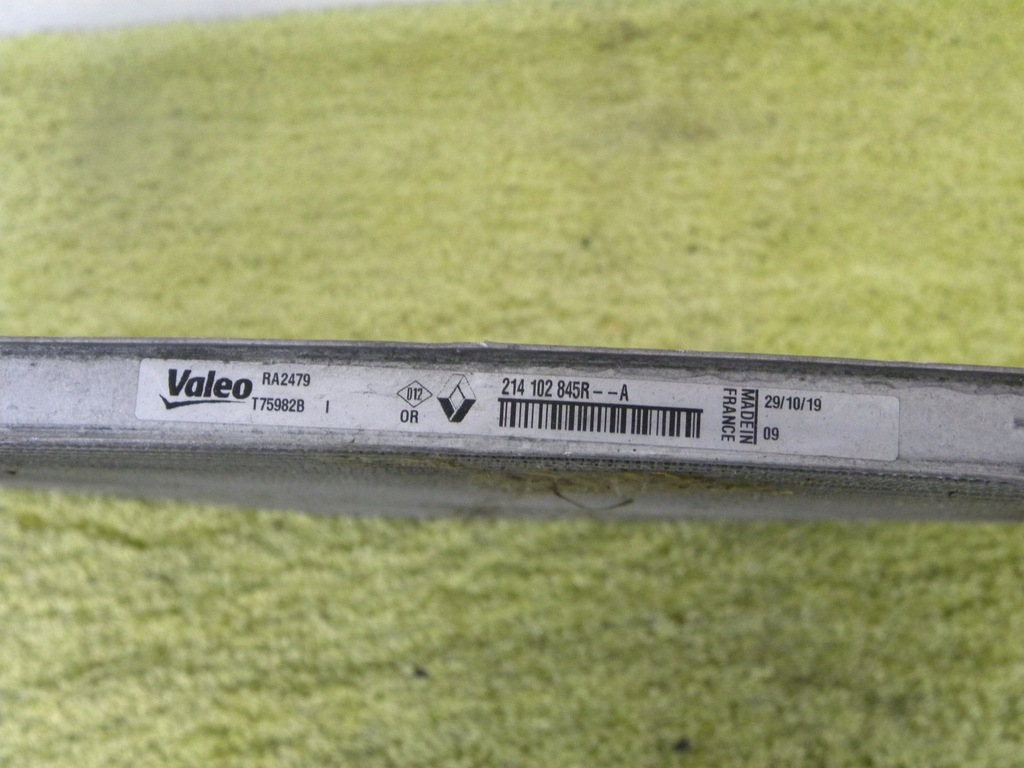 Valeo RA2479
T75982B I
D12
OR
214 102 845R--A
MADE IN
FRANCE
29/10/19
09